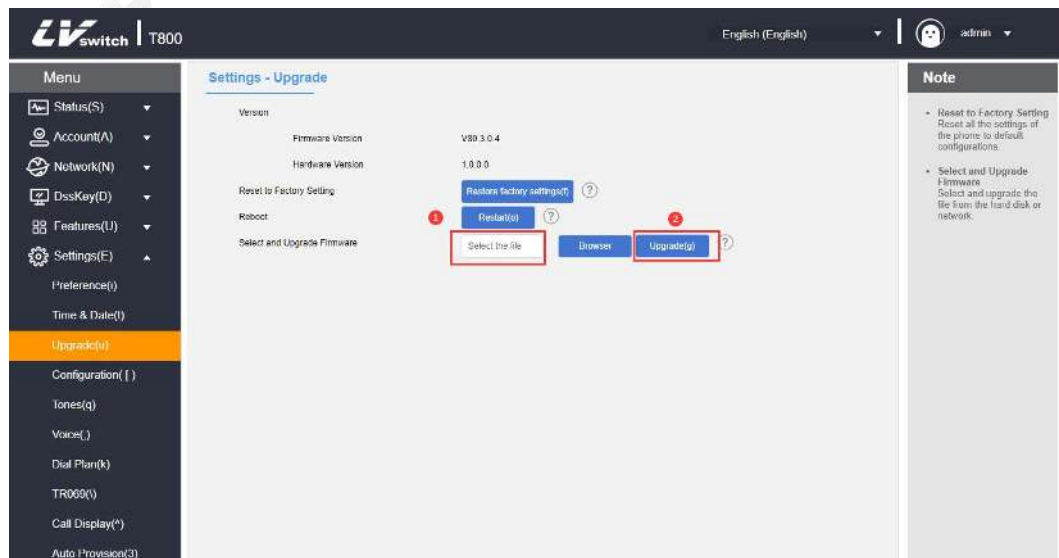 LVswitch T800
English (English)
admin
Menu
Status(S)
Account(A)
Network(N)
DssKey(D)
Features(U)
Settings(E)
Preference(i)
Time & Date(t)
Upgrade(u)
Configuration( [ )
Tones(q)
Voice(,)
Dial Plan(k)
TR069(\)
Call Display(^)
Auto Provision(3)
Settings - Upgrade
Version
Firmware Version V80.3.0.4
Hardware Version 1.0.0.0
Reset to Factory Setting Restore factory settings(f) ?
Reboot 1 Restart(o) ? 2
Select and Upgrade Firmware Select the file Browser Upgrade(g) ?
Note
• Reset to Factory Setting
Reset all the settings of
the phone to default
configurations.
• Select and Upgrade
Firmware
Select and upgrade the
file from the hard disk or
network.